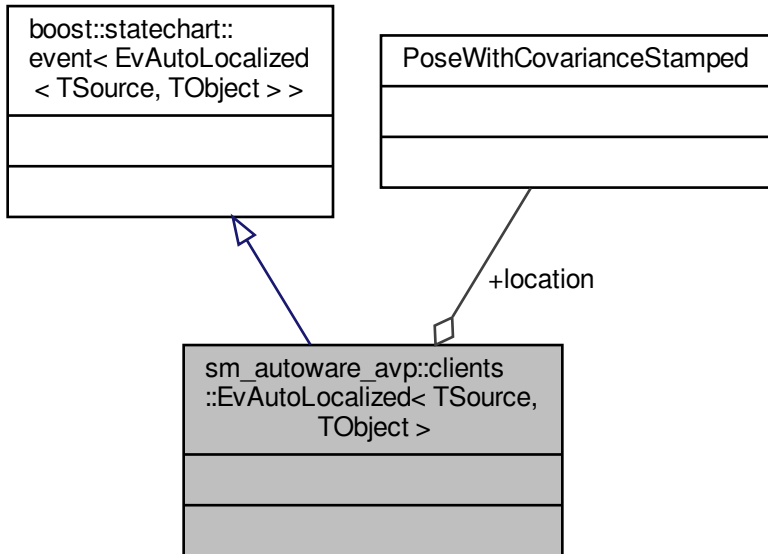 boost::statechart::
event< EvAutoLocalized
< TSource, TObject > >
PoseWithCovarianceStamped
+location
sm_autoware_avp::clients
::EvAutoLocalized< TSource,
TObject >